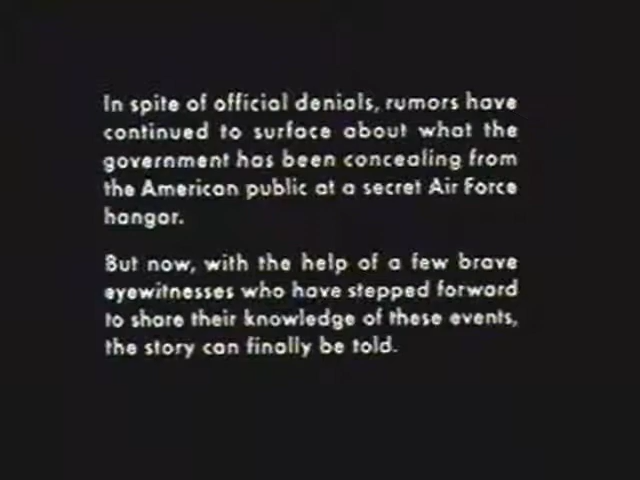 In spite of official denials, rumors have
continued to surface about what the
government has been concealing from
the American public at a secret Air Force
hangar.
But now, with the help of a few brave
eyewitnesses who have stepped forward
to share their knowledge of these events,
the story can finally be told.